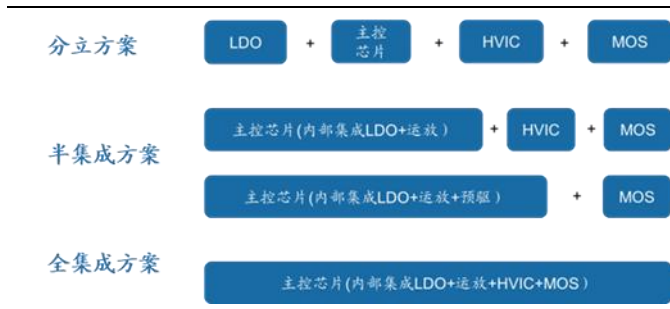 分立方案 LDO + 主控芯片 + HVIC + MOS
半集成方案
主控芯片(内部集成LDO+运放) + HVIC + MOS
主控芯片(内部集成LDO+运放+预驱) + MOS
全集成方案
主控芯片(内部集成LDO+运放+HVIC+MOS)